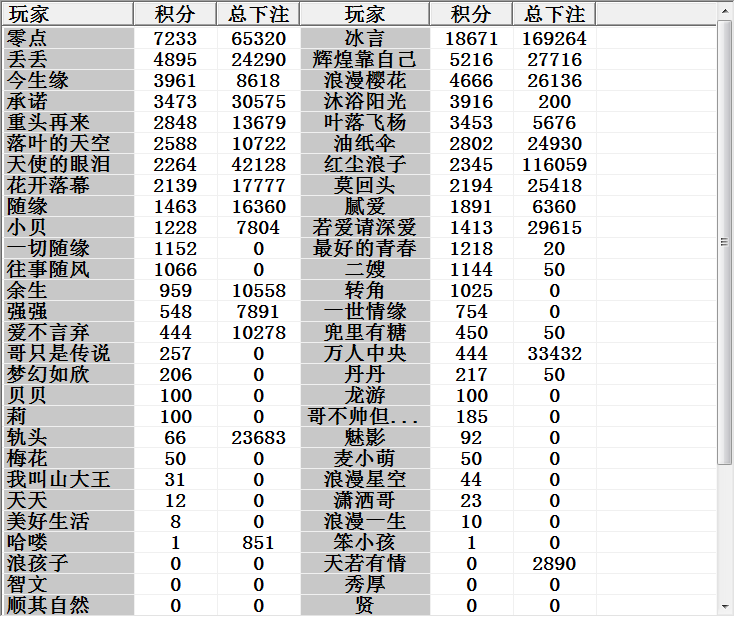 玩家 积分 总下注 玩家 积分 总下注
零点 7233 65320 冰言 18671 169264
丢丢 4895 24290 辉煌靠自己 5216 27716
今生缘 3961 8618 浪漫樱花 4666 26136
承诺 3473 30575 沐浴阳光 3916 200
重头再来 2848 13679 叶落飞杨 3453 5676
落叶的天空 2588 10722 油纸伞 2802 24930
天使的眼泪 2264 42128 红尘浪子 2345 116059
花开落幕 2139 17777 莫回头 2194 25418
随缘 1463 16360 腻爱 1891 6360
小贝 1228 7804 若爱请深爱 1413 29615
一切随缘 1152 0 最好的青春 1218 20
往事随风 1066 0 二嫂 1144 50
余生 959 10558 转角 1025 0
强强 548 7891 一世情缘 754 0
爱不言弃 444 10278 兜里有糖 450 50
哥只是传说 257 0 万人中央 444 33432
梦幻如欣 206 0 丹丹 217 50
贝贝 100 0 龙游 100 0
莉 100 0 哥不帅但... 185 0
轨头 66 23683 魅影 92 0
梅花 50 0 麦小萌 50 0
我叫山大王 31 0 浪漫星空 44 0
天天 12 0 潇洒哥 23 0
美好生活 8 0 浪漫一生 10 0
哈喽 1 851 笨小孩 1 0
浪孩子 0 0 天若有情 0 2890
智文 0 0 秀厚 0 0
顺其自然 0 0 贤 0 0